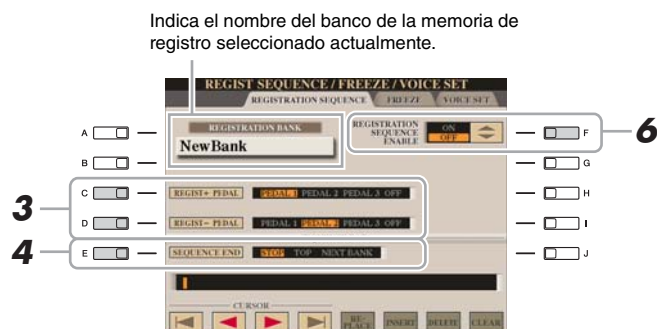 Indica el nombre del banco de la memoria de
registro seleccionado actualmente.
REGIST SEQUENCE / FREEZE / VOICE SET
REGISTRATION SEQUENCE FREEZE VOICE SET
A
REGISTRATION BANK
NewBank
REGISTRATION
SEQUENCE
ENABLE
ON
OFF
F
6
B
G
3
C
REGIST+ PEDAL
PEDAL 1 PEDAL 2 PEDAL 3 OFF
H
D
REGIST- PEDAL
PEDAL 1 PEDAL 2 PEDAL 3 OFF
I
4
E
SEQUENCE END
STOP TOP NEXT BANK
J
CURSOR
RE-
PLACE
INSERT
DELETE
CLEAR